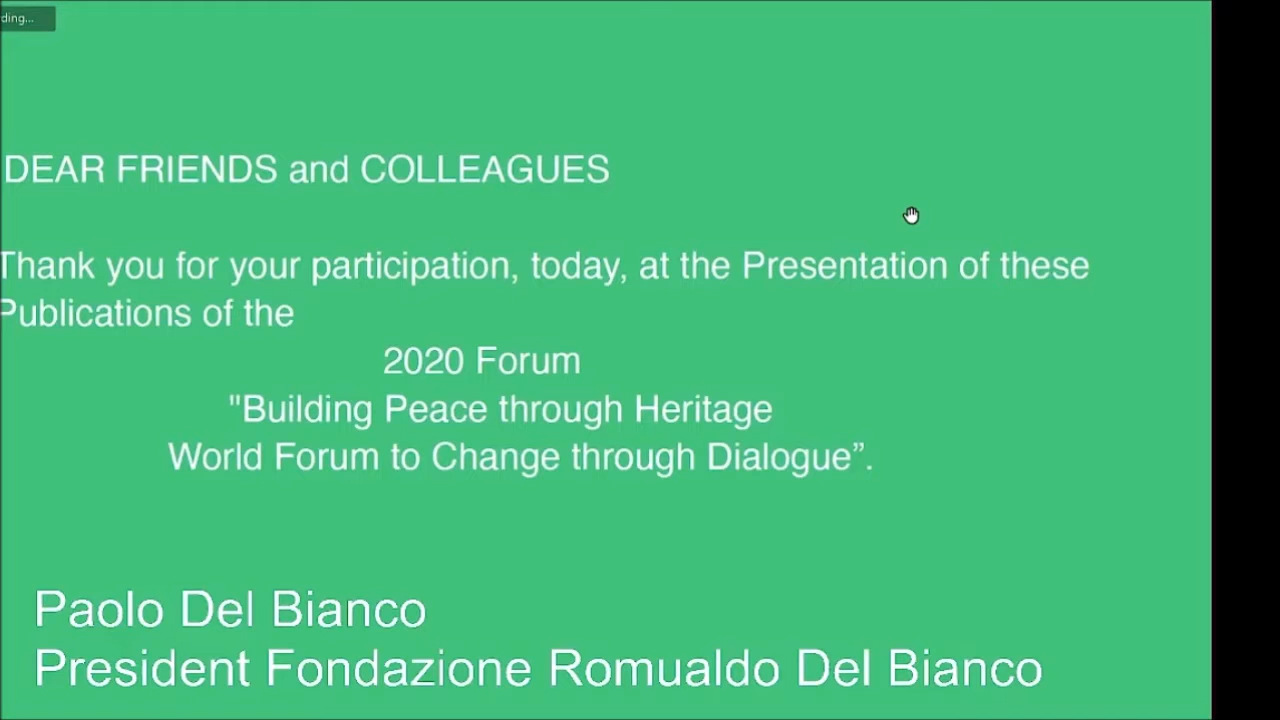 ding...
DEAR FRIENDS and COLLEAGUES
Thank you for your participation, today, at the Presentation of these
Publications of the
2020 Forum
"Building Peace through Heritage
World Forum to Change through Dialogue”.
Paolo Del Bianco
President Fondazione Romualdo Del Bianco